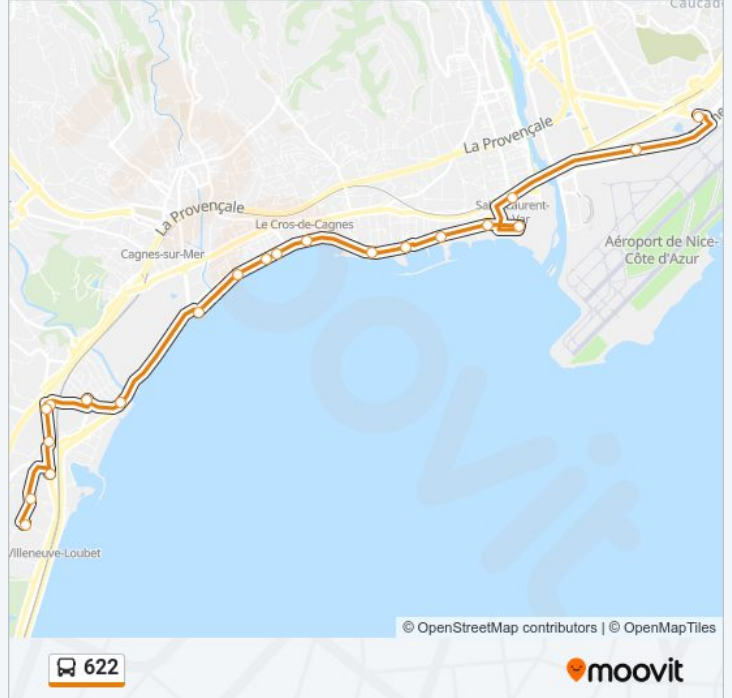 Caucade
La Provençale
La Provençale
Le Cros-de-Cagnes
Cagnes-sur-Mer
Aéroport de Nice-
Côte d'Azur
Villeneuve-Loubet
moovit
© OpenStreetMap contributors | © OpenMapTiles
622
moovit